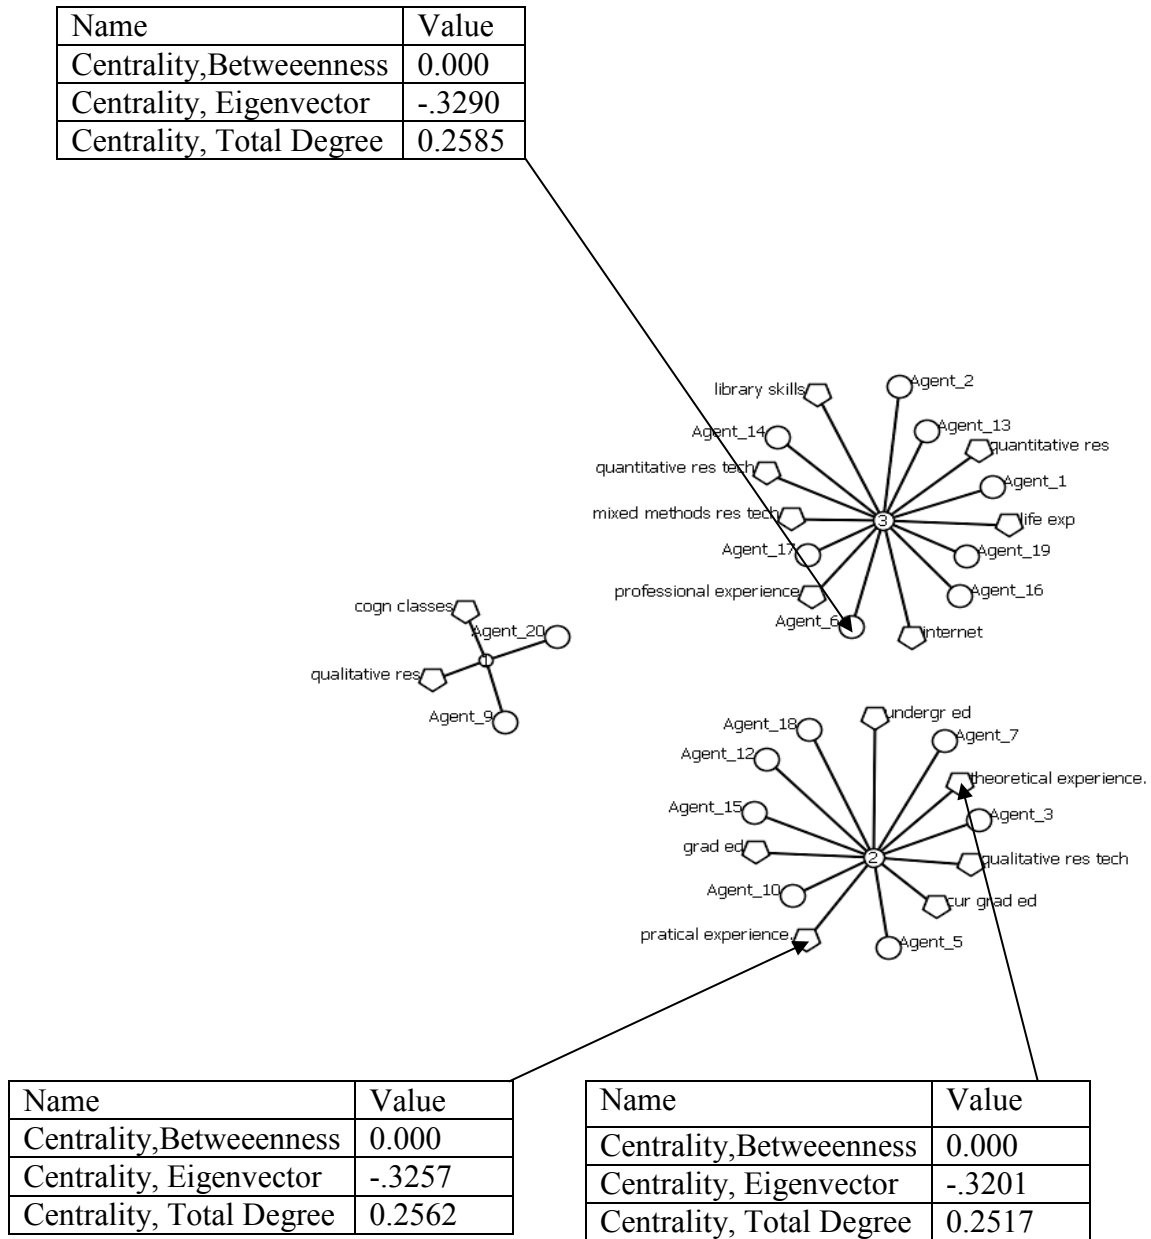 Name Value
Centrality,Betweeenness 0.000
Centrality, Eigenvector -.3290
Centrality, Total Degree 0.2585
library skills Agent_2
Agent_14 Agent_13
quantitative res
quantitative res tech Agent_1
mixed methods res tech 3 life exp
Agent_17 Agent_19
professional experience Agent_16
Agent_6 internet
cogn classes
Agent_20
1
qualitative res
Agent_9
undergr ed
Agent_18 Agent_7
Agent_12
theoretical experience.
Agent_15 Agent_3
grad ed 2 qualitative res tech
Agent_10 cur grad ed
pratical experience. Agent_5
Name Value
Centrality,Betweeenness 0.000
Centrality, Eigenvector -.3257
Centrality, Total Degree 0.2562
Name Value
Centrality,Betweeenness 0.000
Centrality, Eigenvector -.3201
Centrality, Total Degree 0.2517